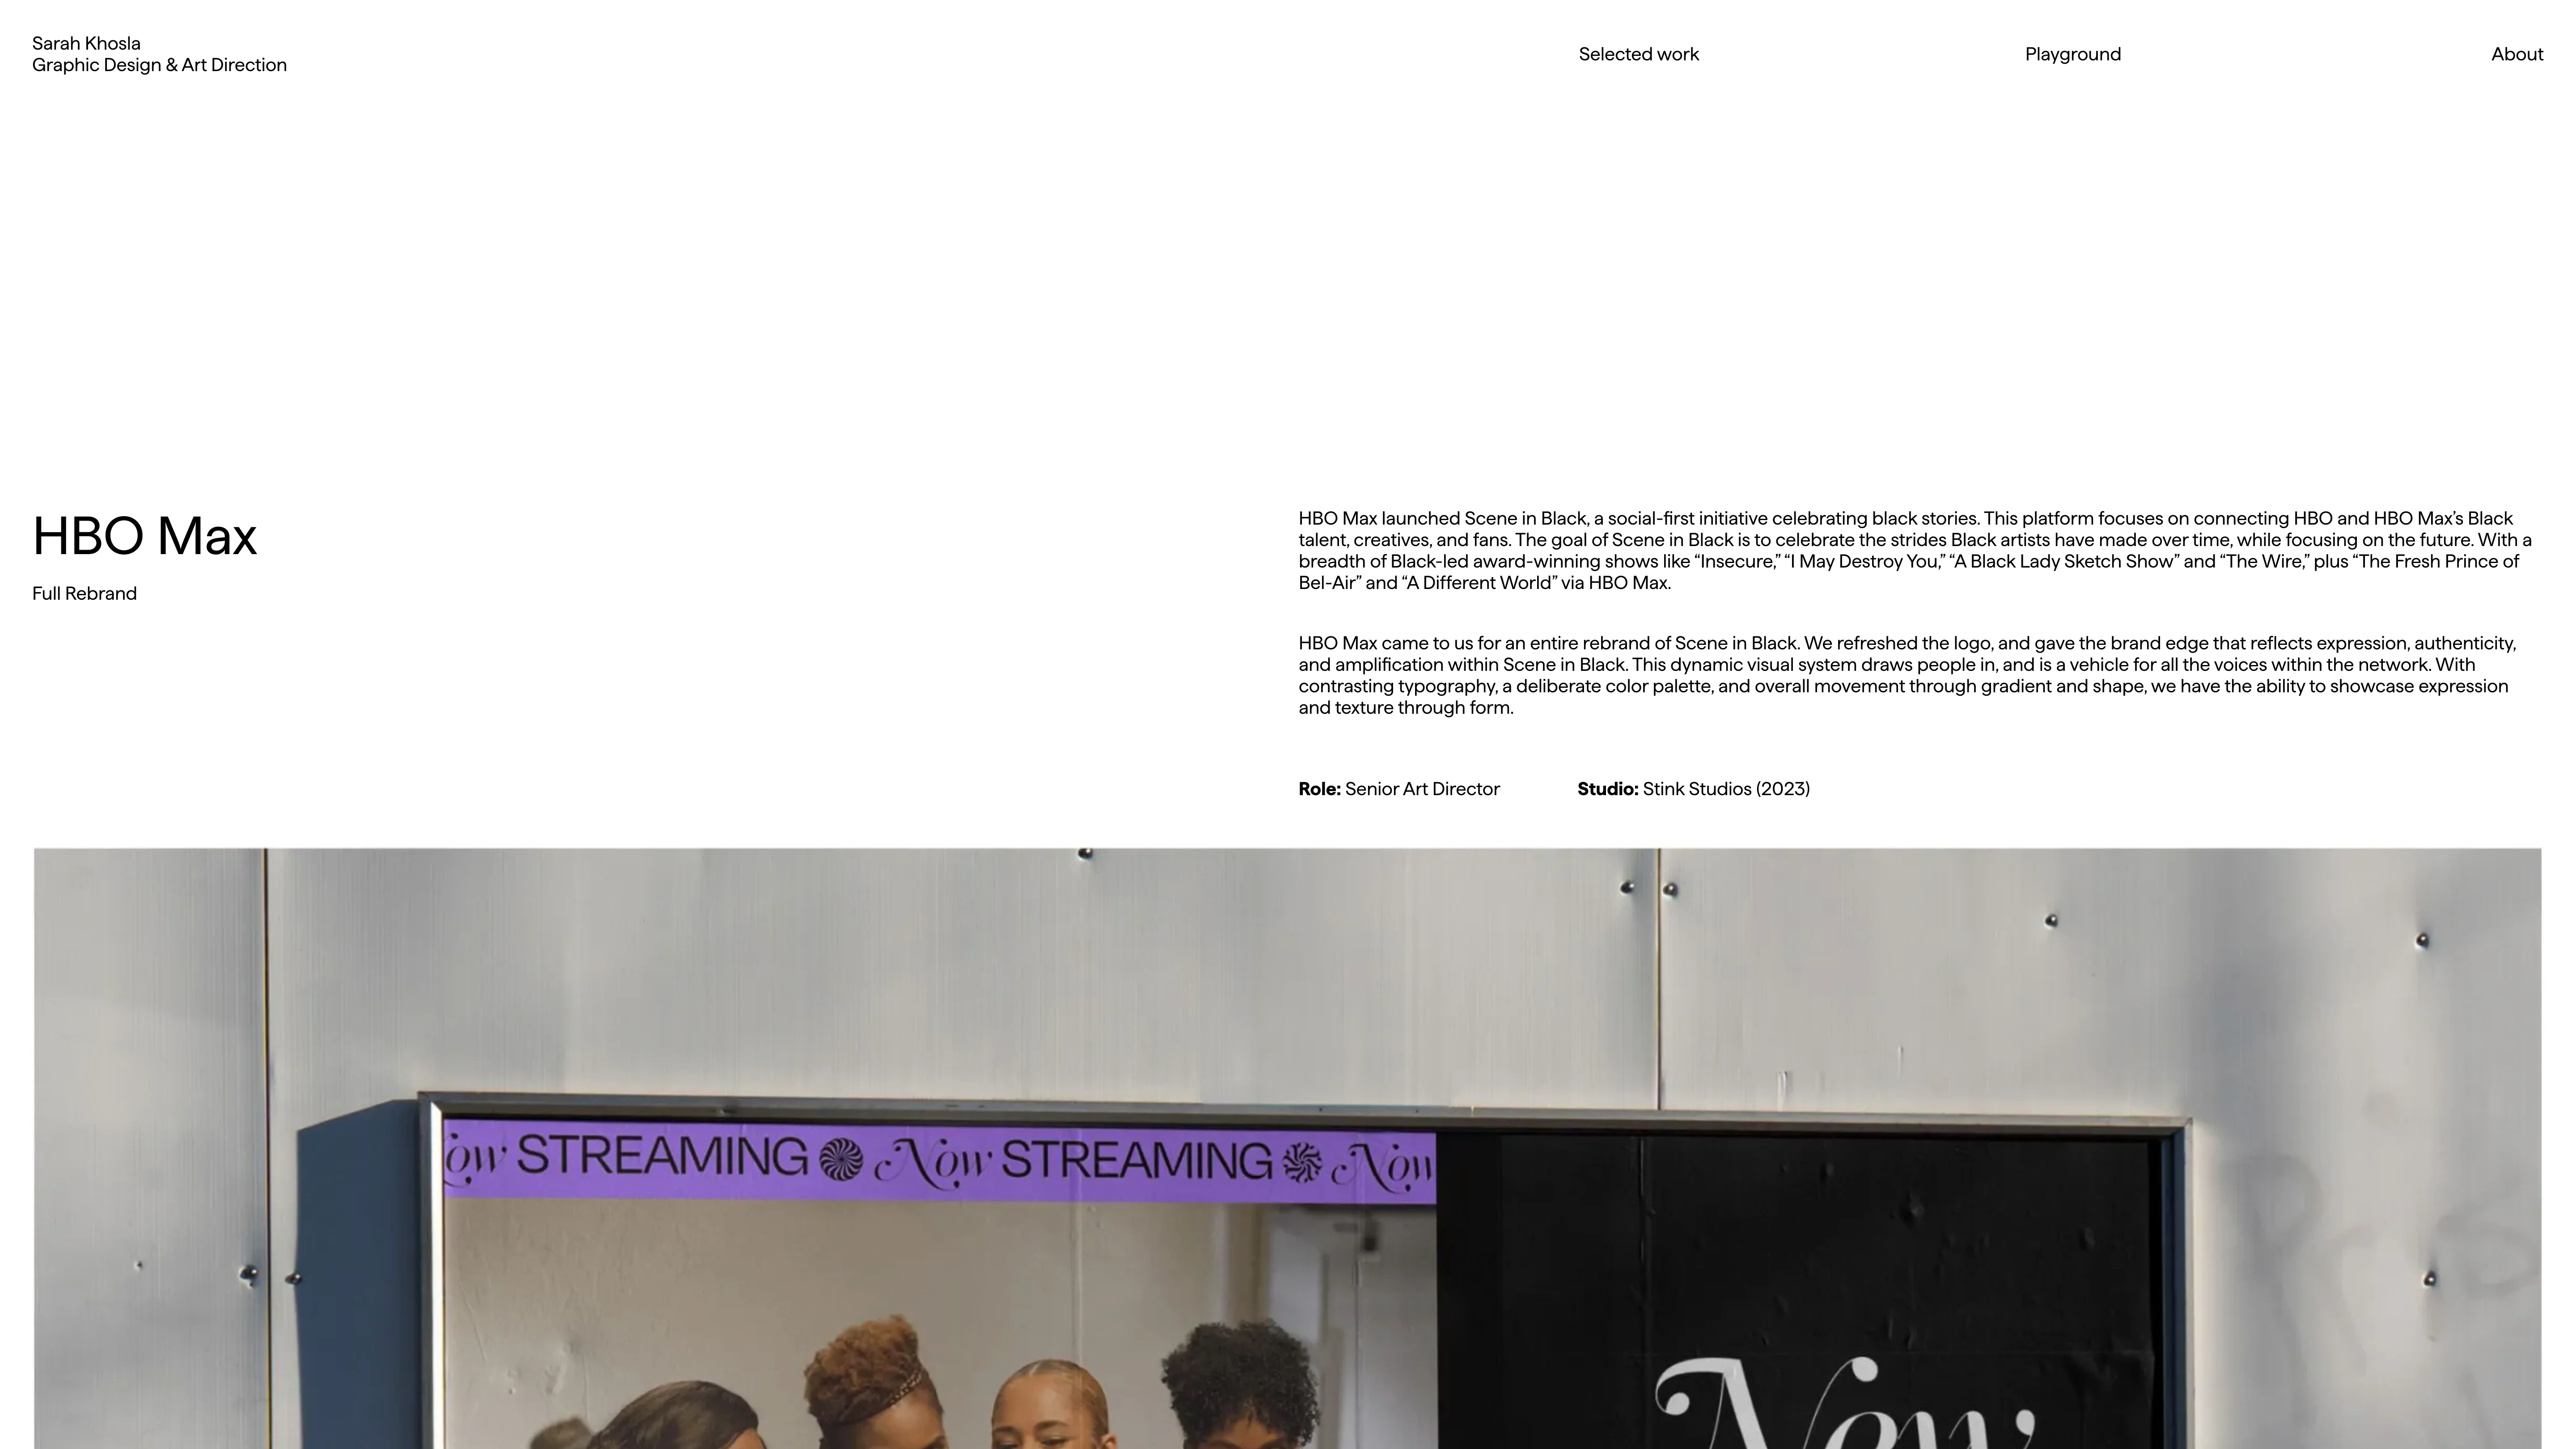 Sarah Khosla
Graphic Design & Art Direction
Selected work
Playground
About
HBO Max
Full Rebrand
HBO Max launched Scene in Black, a social-first initiative celebrating black stories. This platform focuses on connecting HBO and HBO Max’s Black
talent, creatives, and fans. The goal of Scene in Black is to celebrate the strides Black artists have made over time, while focusing on the future. With a
breadth of Black-led award-winning shows like “Insecure,” “I May Destroy You,” “A Black Lady Sketch Show” and “The Wire,” plus “The Fresh Prince of
Bel-Air” and “A Different World” via HBO Max.
HBO Max came to us for an entire rebrand of Scene in Black. We refreshed the logo, and gave the brand edge that reflects expression, authenticity,
and amplification within Scene in Black. This dynamic visual system draws people in, and is a vehicle for all the voices within the network. With
contrasting typography, a deliberate color palette, and overall movement through gradient and shape, we have the ability to showcase expression
and texture through form.
Role: Senior Art Director
Studio: Stink Studios (2023)
ow STREAMING Now STREAMING Now
Now